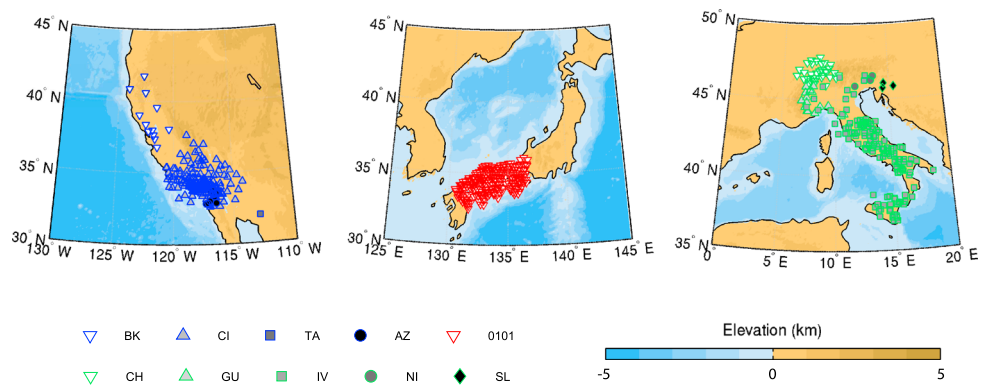 45° N
40° N
35° N
30° N
130° W
125° W
120° W
115° W
110° W
45° N
40° N
35° N
30° N
125° E
130° E
135° E
140° E
145° E
50° N
45° N
40° N
35° N
0°
5° E
10° E
15° E
20° E
BK CI TA AZ 0101
CH GU IV NI SL
Elevation (km)
-5 0 5